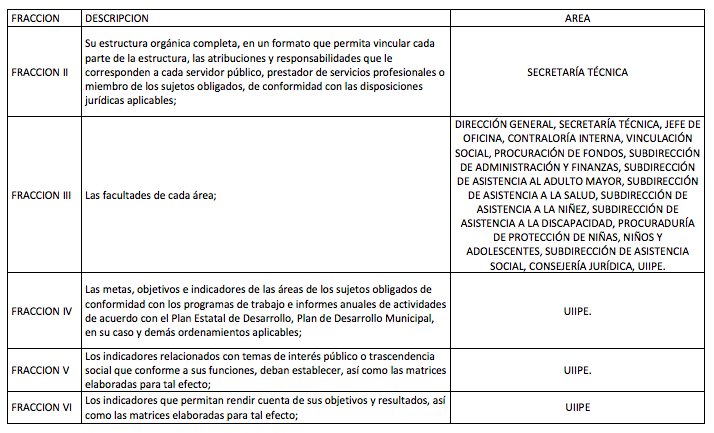 FRACCION DESCRIPCION AREA
FRACCION II
Su estructura orgánica completa, en un formato que permita vincular cada
parte de la estructura, las atribuciones y responsabilidades que le
corresponden a cada servidor público, prestador de servicios profesionales o
miembro de los sujetos obligados, de conformidad con las disposiciones
jurídicas aplicables;
SECRETARÍA TÉCNICA
FRACCION III
Las facultades de cada área;
DIRECCIÓN GENERAL, SECRETARÍA TÉCNICA, JEFE DE
OFICINA, CONTRALORÍA INTERNA, VINCULACIÓN
SOCIAL, PROCURACIÓN DE FONDOS, SUBDIRECCIÓN
DE ADMINISTRACIÓN Y FINANZAS, SUBDIRECCIÓN
DE ASISTENCIA AL ADULTO MAYOR, SUBDIRECCIÓN
DE ASISTENCIA A LA SALUD, SUBDIRECCIÓN DE
ASISTENCIA A LA NIÑEZ, SUBDIRECCIÓN DE
ASISTENCIA A LA DISCAPACIDAD, PROCURADURÍA
DE PROTECCIÓN DE NIÑAS, NIÑOS Y
ADOLESCENTES, SUBDIRECCIÓN DE ASISTENCIA
SOCIAL, CONSEJERÍA JURÍDICA, UIIPE.
FRACCION IV
Las metas, objetivos e indicadores de las áreas de los sujetos obligados de
conformidad con los programas de trabajo e informes anuales de actividades
de acuerdo con el Plan Estatal de Desarrollo, Plan de Desarrollo Municipal,
en su caso y demás ordenamientos aplicables;
UIIPE.
FRACCION V
Los indicadores relacionados con temas de interés público o trascendencia
social que conforme a sus funciones, deban establecer, así como las matrices
elaboradas para tal efecto;
UIIPE.
FRACCION VI
Los indicadores que permitan rendir cuenta de sus objetivos y resultados, así
como las matrices elaboradas para tal efecto;
UIIPE